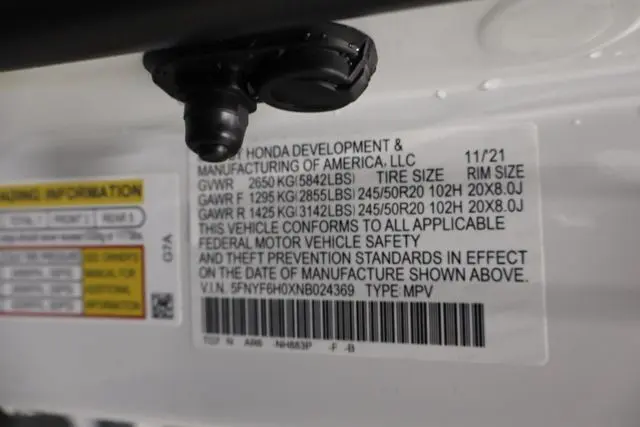 HONDA DEVELOPMENT &
MANUFACTURING OF AMERICA, LLC 11/21
GVWR 2650 KG(5842LBS) TIRE SIZE RIM SIZE
GAWR F 1295 KG(2855LBS) 245/50R20 102H 20X8.0J
GAWR R 1425 KG(3142LBS) 245/50R20 102H 20X8.0J
THIS VEHICLE CONFORMS TO ALL APPLICABLE
FEDERAL MOTOR VEHICLE SAFETY
AND THEFT PREVENTION STANDARDS IN EFFECT
ON THE DATE OF MANUFACTURE SHOWN ABOVE.
V.I.N. 5FNYF6H0XNB024369 TYPE: MPV
NH883P -F -B
INFORMATION
G7A